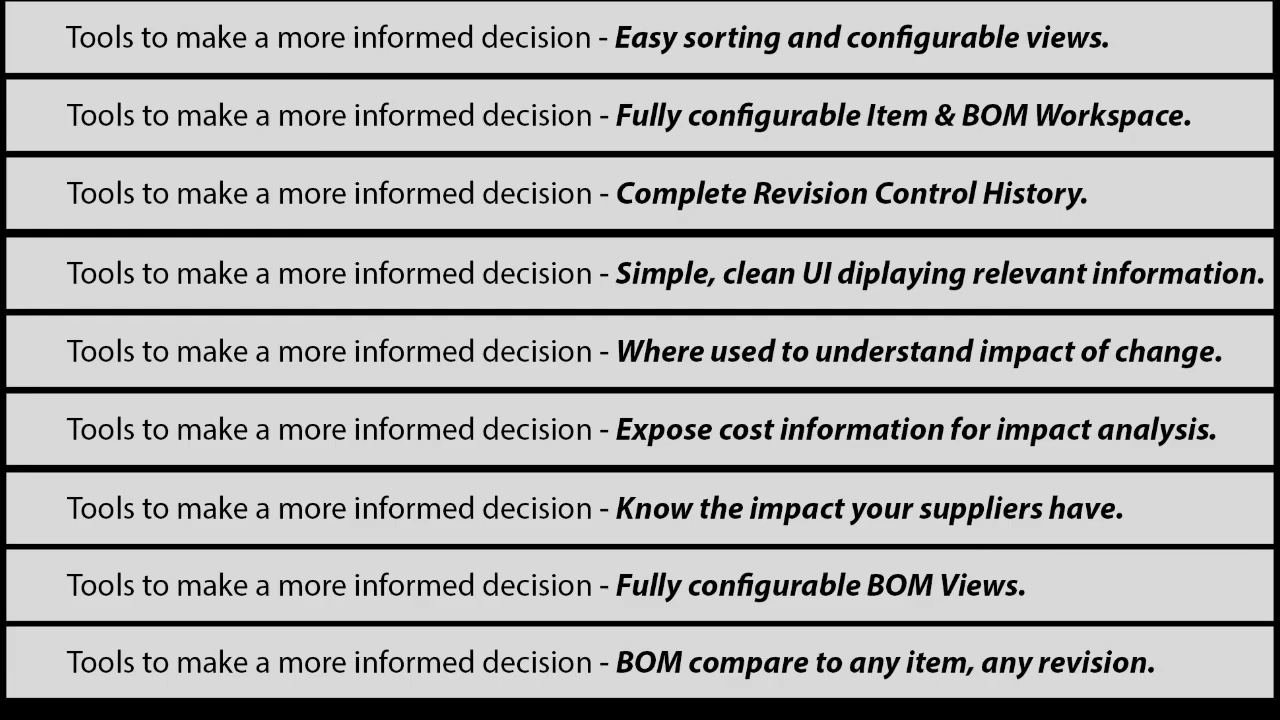 Tools to make a more informed decision - Easy sorting and configurable views.
Tools to make a more informed decision - Fully configurable Item & BOM Workspace.
Tools to make a more informed decision - Complete Revision Control History.
Tools to make a more informed decision - Simple, clean UI diplaying relevant information.
Tools to make a more informed decision - Where used to understand impact of change.
Tools to make a more informed decision - Expose cost information for impact analysis.
Tools to make a more informed decision - Know the impact your suppliers have.
Tools to make a more informed decision - Fully configurable BOM Views.
Tools to make a more informed decision - BOM compare to any item, any revision.